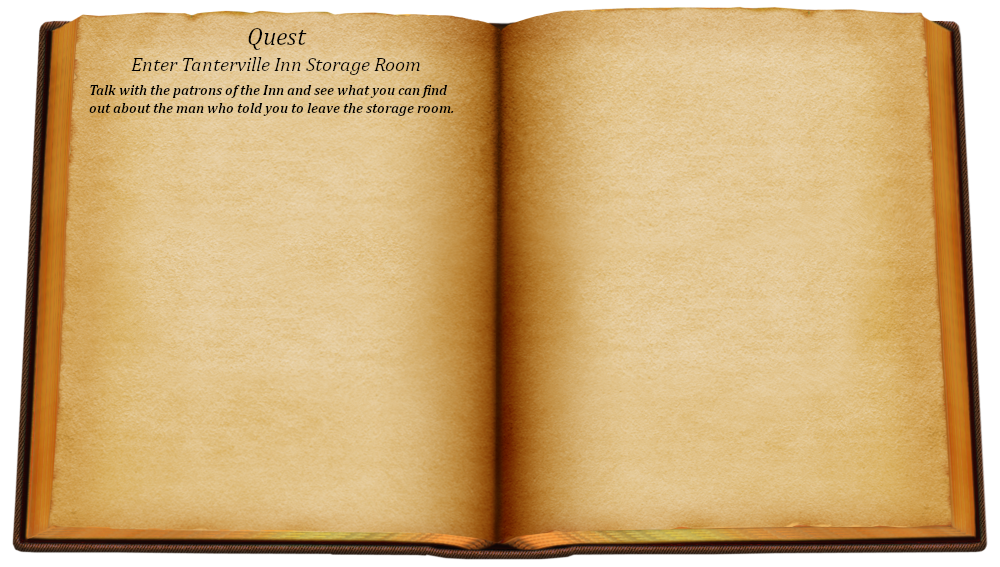 Quest
Enter Tanterville Inn Storage Room
Talk with the patrons of the Inn and see what you can find
out about the man who told you to leave the storage room.